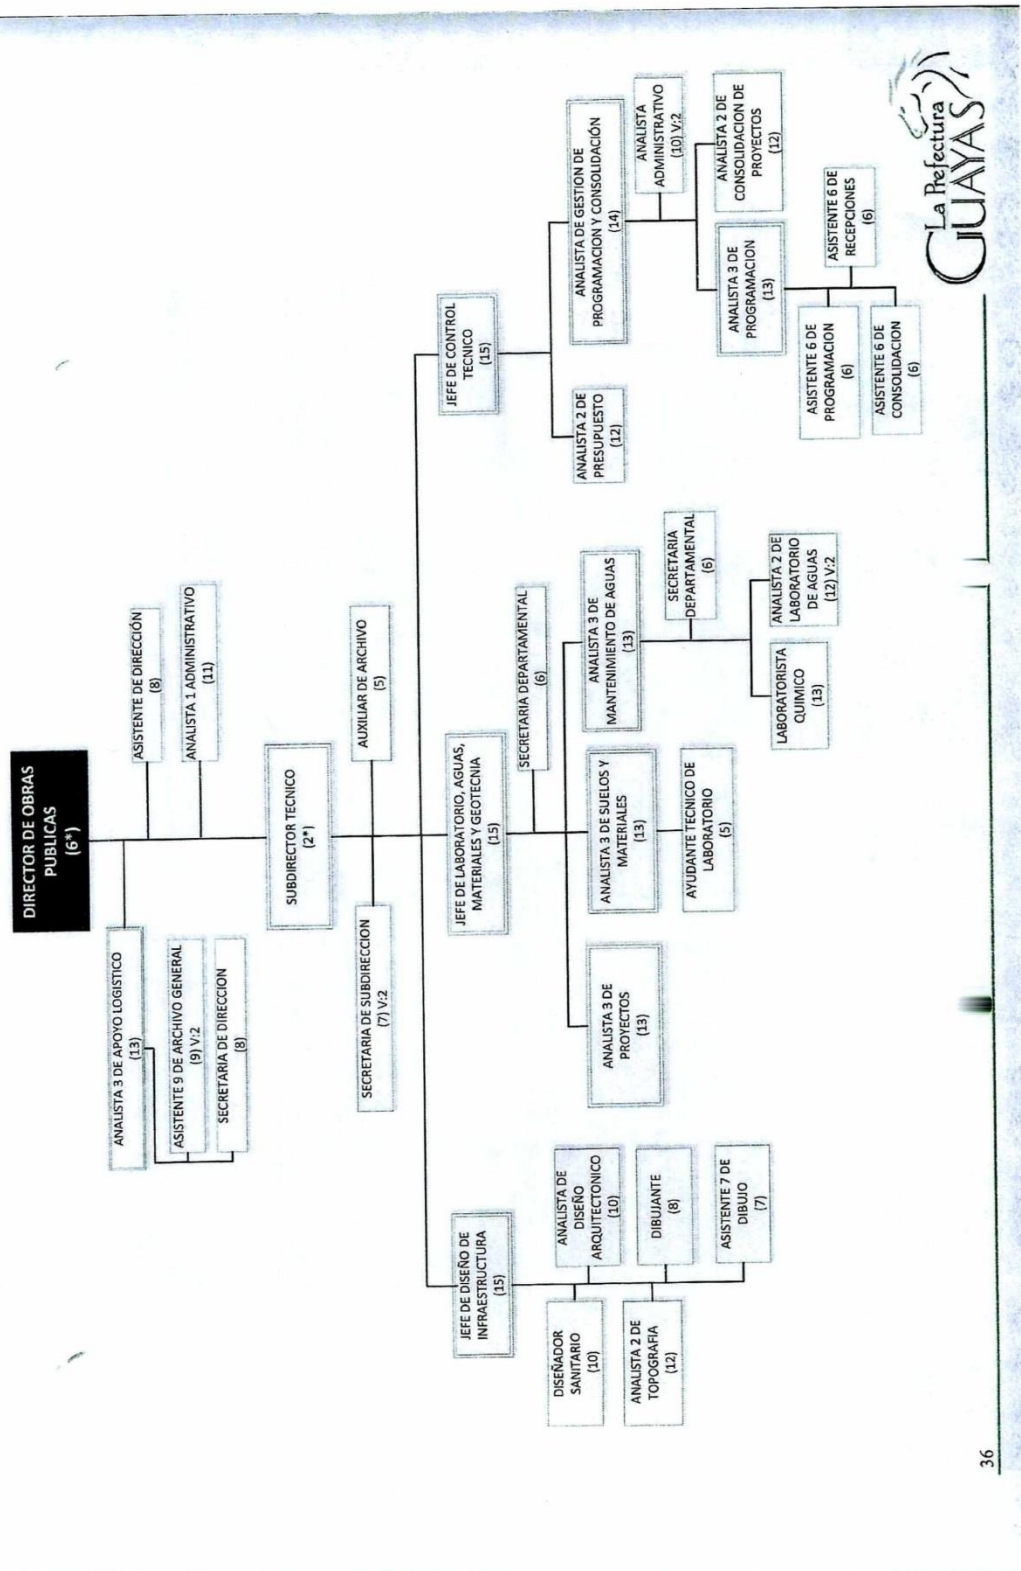 DIRECTOR DE OBRAS
PUBLICAS
(6*)
ANALISTA 3 DE APOYO LOGISTICO
(13)
ASISTENTE 9 DE ARCHIVO GENERAL
(9) V:2
SECRETARIA DE DIRECCION
(8)
ASISTENTE DE DIRECCIÓN
(8)
ANALISTA 1 ADMINISTRATIVO
(11)
SUBDIRECTOR TECNICO
(2*)
SECRETARIA DE SUBDIRECCION
(7) V:2
AUXILIAR DE ARCHIVO
(5)
JEFE DE DISEÑO DE
INFRAESTRUCTURA
(15)
DISEÑADOR
SANITARIO
(10)
ANALISTA DE
DISEÑO
ARQUITECTONICO
(10)
ANALISTA 2 DE
TOPOGRAFIA
(12)
DIBUJANTE
(8)
ASISTENTE 7 DE
DIBUJO
(7)
JEFE DE LABORATORIO, AGUAS,
MATERIALES Y GEOTECNIA
(15)
SECRETARIA DEPARTAMENTAL
(6)
ANALISTA 3 DE
PROYECTOS
(13)
ANALISTA 3 DE SUELOS Y
MATERIALES
(13)
AYUDANTE TECNICO DE
LABORATORIO
(5)
ANALISTA 3 DE
MANTENIMIENTO DE AGUAS
(13)
SECRETARIA
DEPARTAMENTAL
(6)
LABORATORISTA
QUIMICO
(13)
ANALISTA 2 DE
LABORATORIO
DE AGUAS
(12) V:2
JEFE DE CONTROL
TECNICO
(15)
ANALISTA 2 DE
PRESUPUESTO
(12)
ANALISTA DE GESTION DE
PROGRAMACION Y CONSOLIDACIÓN
(14)
ANALISTA
ADMINISTRATIVO
(10) V:2
ANALISTA 3 DE
PROGRAMACION
(13)
ANALISTA 2 DE
CONSOLIDACION DE
PROYECTOS
(12)
ASISTENTE 6 DE
PROGRAMACION
(6)
ASISTENTE 6 DE
RECEPCIONES
(6)
ASISTENTE 6 DE
CONSOLIDACION
(6)
36
La Prefectura
GUAYAS